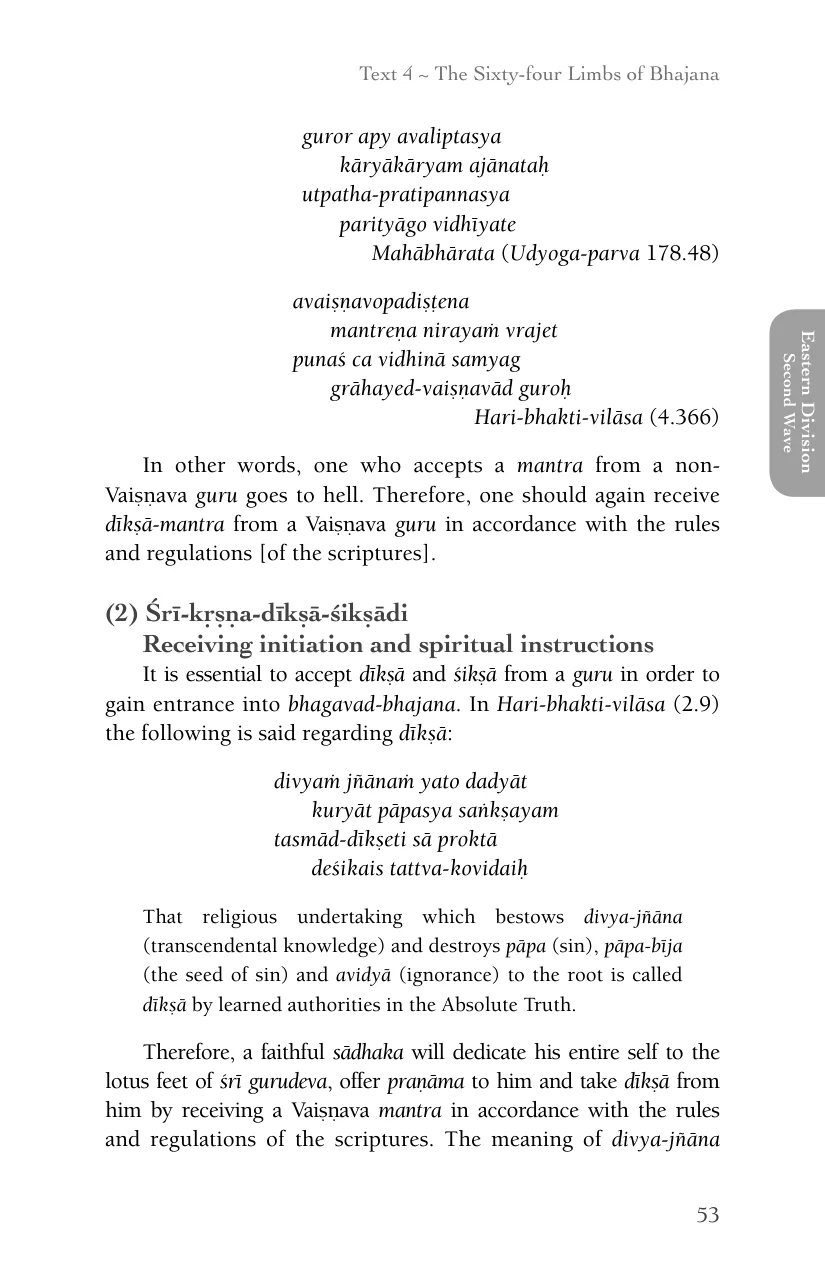 Text 4 ~ The Sixty-four Limbs of Bhajana
guror apy avaliptasya
kāryākāryam ajānataḥ
utpatha-pratipannasya
parityāgo vidhīyate
Mahābhārata (Udyoga-parva 178.48)
avaiṣṇavopadiṣṭena
mantreṇa nirayaṁ vrajet
punaś ca vidhinā samyag
grāhayed-vaiṣṇavād guroḥ
Hari-bhakti-vilāsa (4.366)
In other words, one who accepts a mantra from a non-
Vaiṣṇava guru goes to hell. Therefore, one should again receive
dīkṣā-mantra from a Vaiṣṇava guru in accordance with the rules
and regulations [of the scriptures].
(2) Śrī-kṛṣṇa-dīkṣā-śikṣādi
Receiving initiation and spiritual instructions
It is essential to accept dīkṣā and śikṣā from a guru in order to
gain entrance into bhagavad-bhajana. In Hari-bhakti-vilāsa (2.9)
the following is said regarding dīkṣā:
divyaṁ jñānaṁ yato dadyāt
kuryāt pāpasya saṅkṣayam
tasmād-dīkṣeti sā proktā
deśikais tattva-kovidaiḥ
That religious undertaking which bestows divya-jñāna
(transcendental knowledge) and destroys pāpa (sin), pāpa-bīja
(the seed of sin) and avidyā (ignorance) to the root is called
dīkṣā by learned authorities in the Absolute Truth.
Therefore, a faithful sādhaka will dedicate his entire self to the
lotus feet of śrī gurudeva, offer praṇāma to him and take dīkṣā from
him by receiving a Vaiṣṇava mantra in accordance with the rules
and regulations of the scriptures. The meaning of divya-jñāna
53
Eastern Division
Second Wave